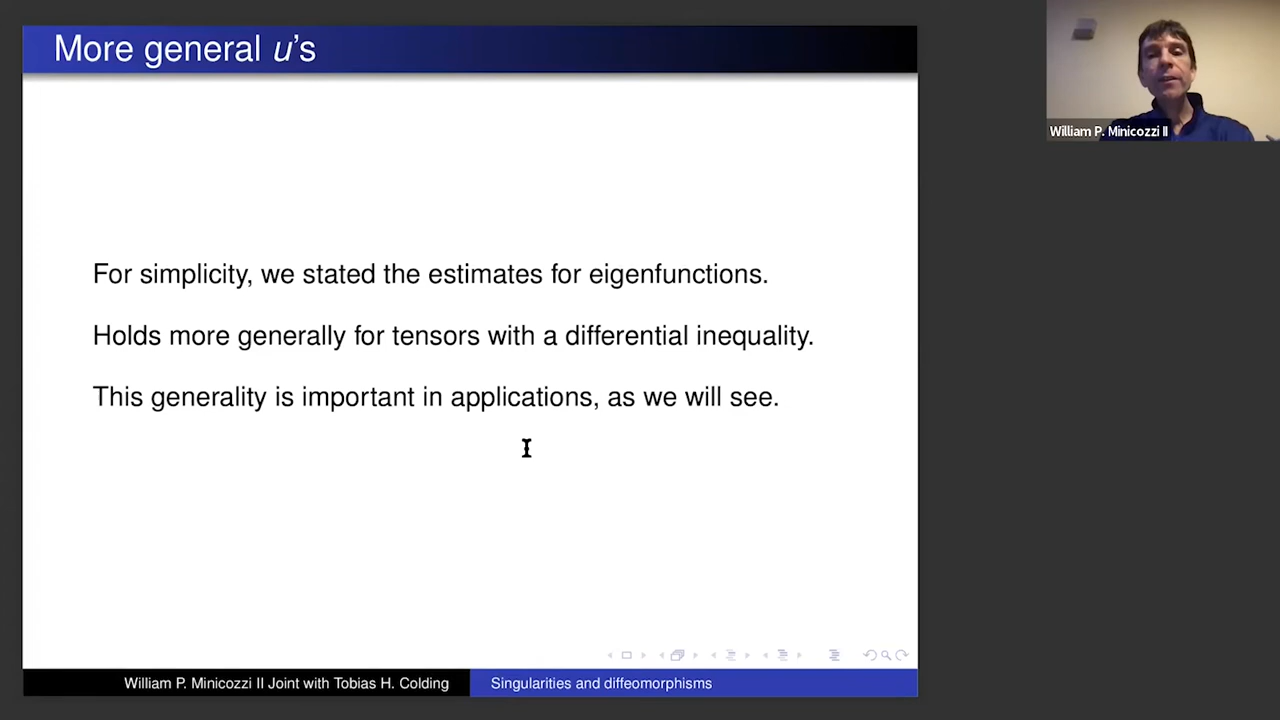 More general u's
William P. Minicozzi II
For simplicity, we stated the estimates for eigenfunctions.
Holds more generally for tensors with a differential inequality.
This generality is important in applications, as we will see.
William P. Minicozzi II Joint with Tobias H. Colding
Singularities and diffeomorphisms